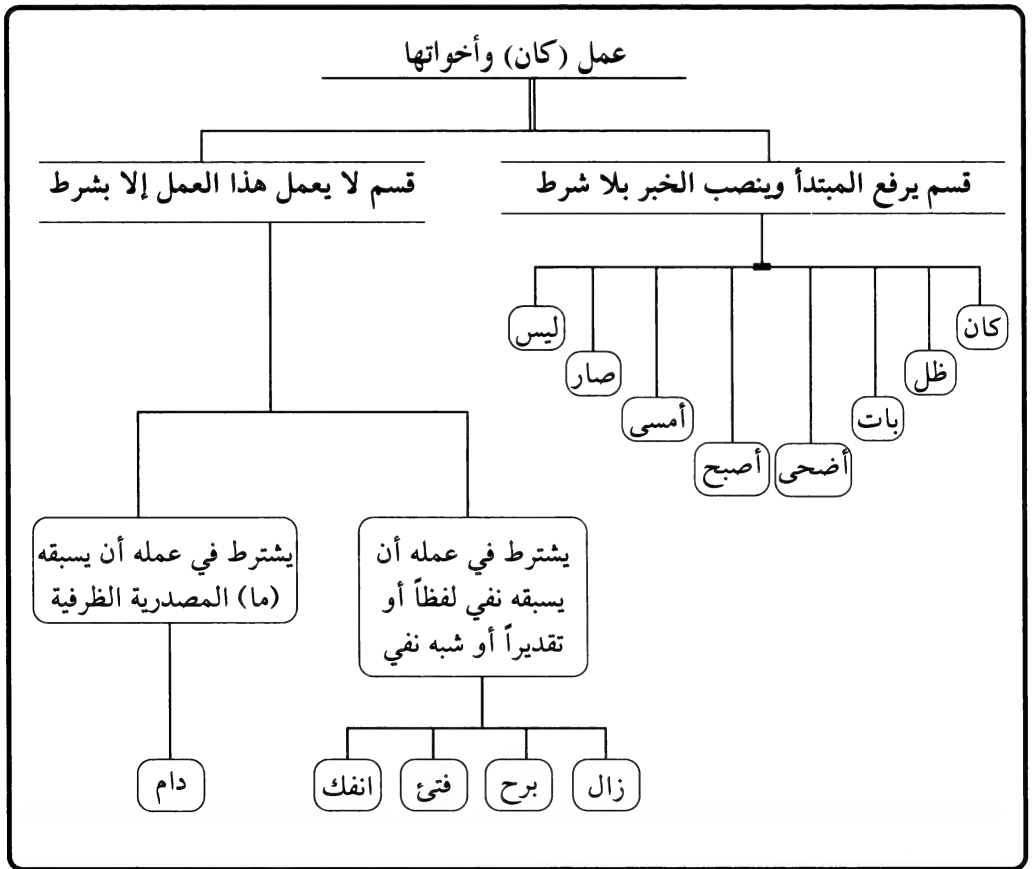 عمل (كان) وأخواتها
قسم يرفع المبتدأ وينصب الخبر بلا شرط
قسم لا يعمل هذا العمل إلا بشرط
كان
ظل
بات
أضحى
أصبح
أمسى
صار
ليس
يشترط في عمله أن
يسبقه نفي لفظاً أو
تقديراً أو شبه نفي
زال
برح
فتئ
انفك
يشترط في عمله أن يسبقه
(ما) المصدرية الظرفية
دام